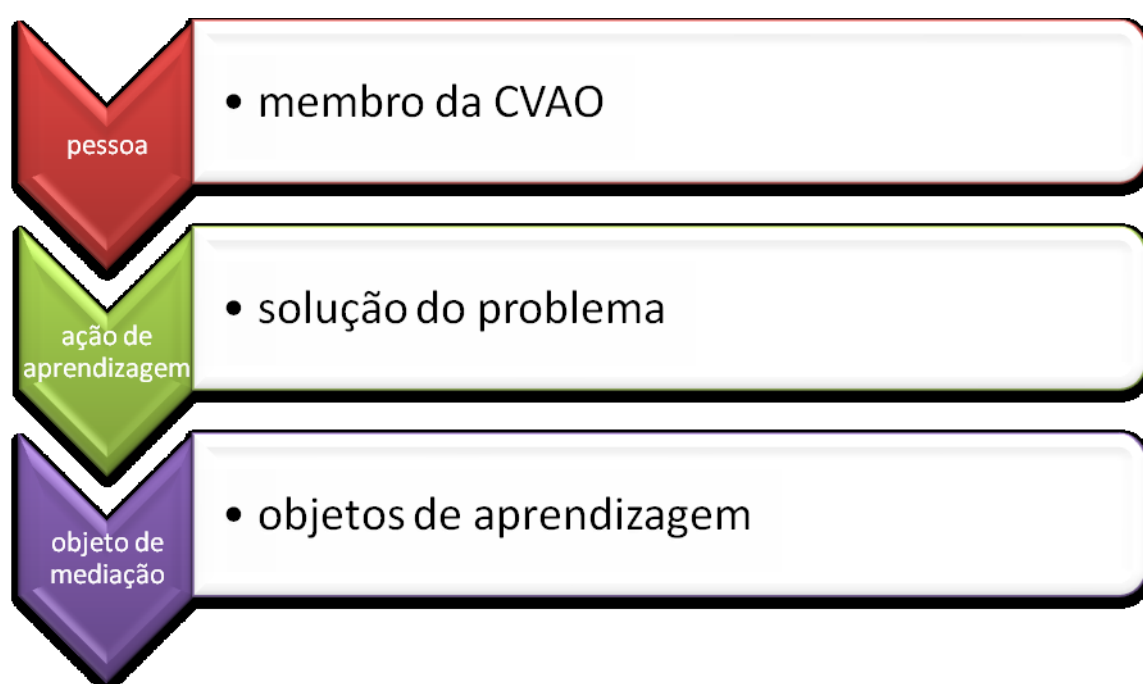 pessoa
• membro da CVAO
ação de
aprendizagem
• solução do problema
objeto de
mediação
• objetos de aprendizagem